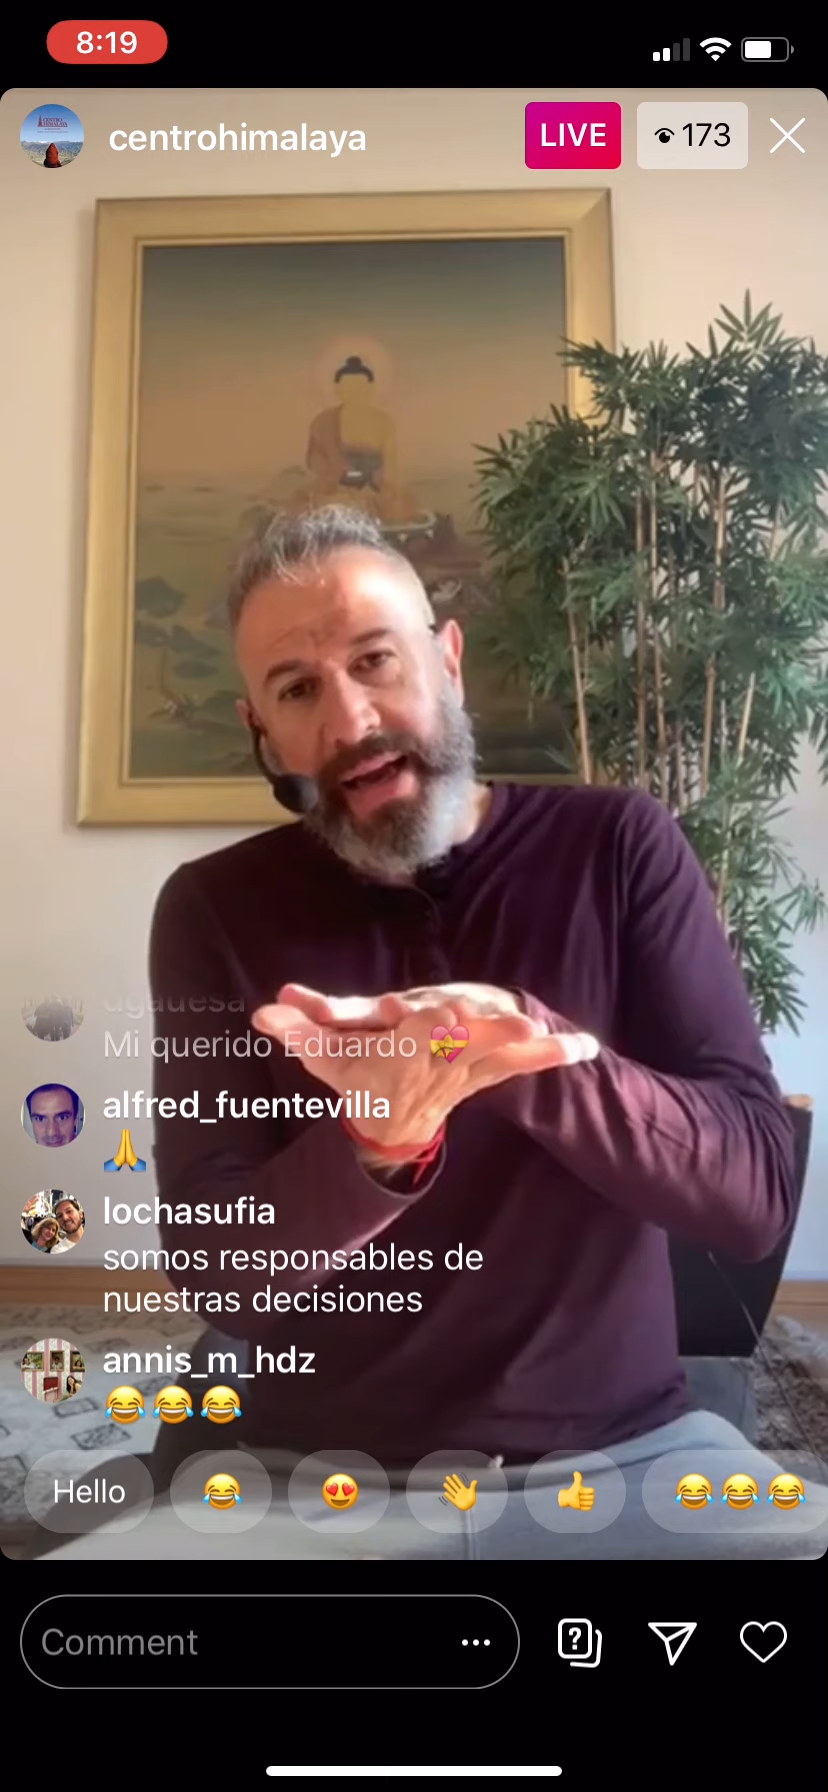 8:19
centrohimalaya
LIVE
173
Mi querido Eduardo
alfred_fuentevilla
lochasufia
somos responsables de
nuestras decisiones
annis_m_hdz
Hello
Comment